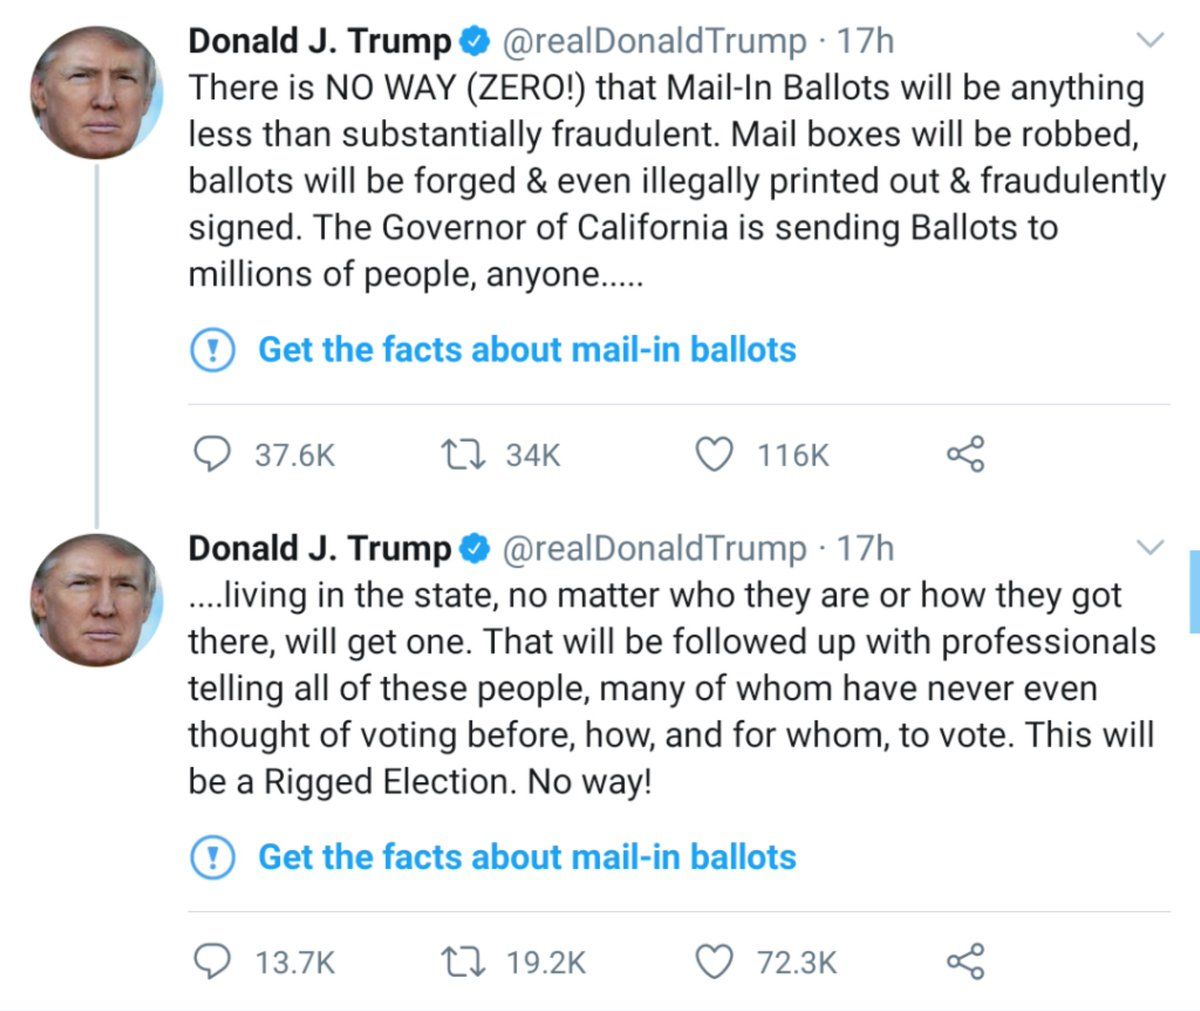 Donald J. Trump @realDonaldTrump · 17h
There is NO WAY (ZERO!) that Mail-In Ballots will be anything
less than substantially fraudulent. Mail boxes will be robbed,
ballots will be forged & even illegally printed out & fraudulently
signed. The Governor of California is sending Ballots to
millions of people, anyone.....
Get the facts about mail-in ballots
37.6K 34K 116K
Donald J. Trump @realDonaldTrump · 17h
....living in the state, no matter who they are or how they got
there, will get one. That will be followed up with professionals
telling all of these people, many of whom have never even
thought of voting before, how, and for whom, to vote. This will
be a Rigged Election. No way!
Get the facts about mail-in ballots
13.7K 19.2K 72.3K